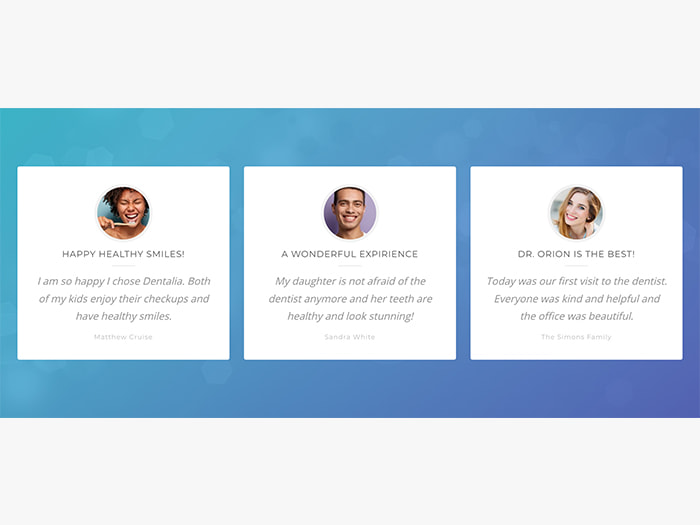 HAPPY HEALTHY SMILES!
I am so happy I chose Dentalia. Both
of my kids enjoy their checkups and
have healthy smiles.
Matthew Cruise
A WONDERFUL EXPIRIENCE
My daughter is not afraid of the
dentist anymore and her teeth are
healthy and look stunning!
Sandra White
DR. ORION IS THE BEST!
Today was our first visit to the dentist.
Everyone was kind and helpful and
the office was beautiful.
The Simons Family